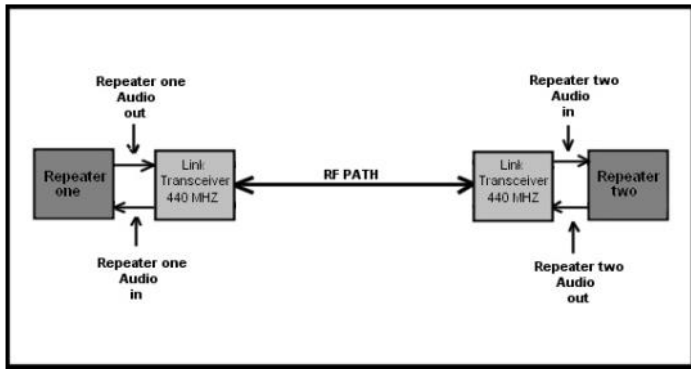 Repeater one
Audio
out
Repeater two
Audio
in
Repeater
one
Link
Transceiver
440 MHZ
RF PATH
Link
Transceiver
440 MHZ
Repeater
two
Repeater one
Audio
in
Repeater two
Audio
out